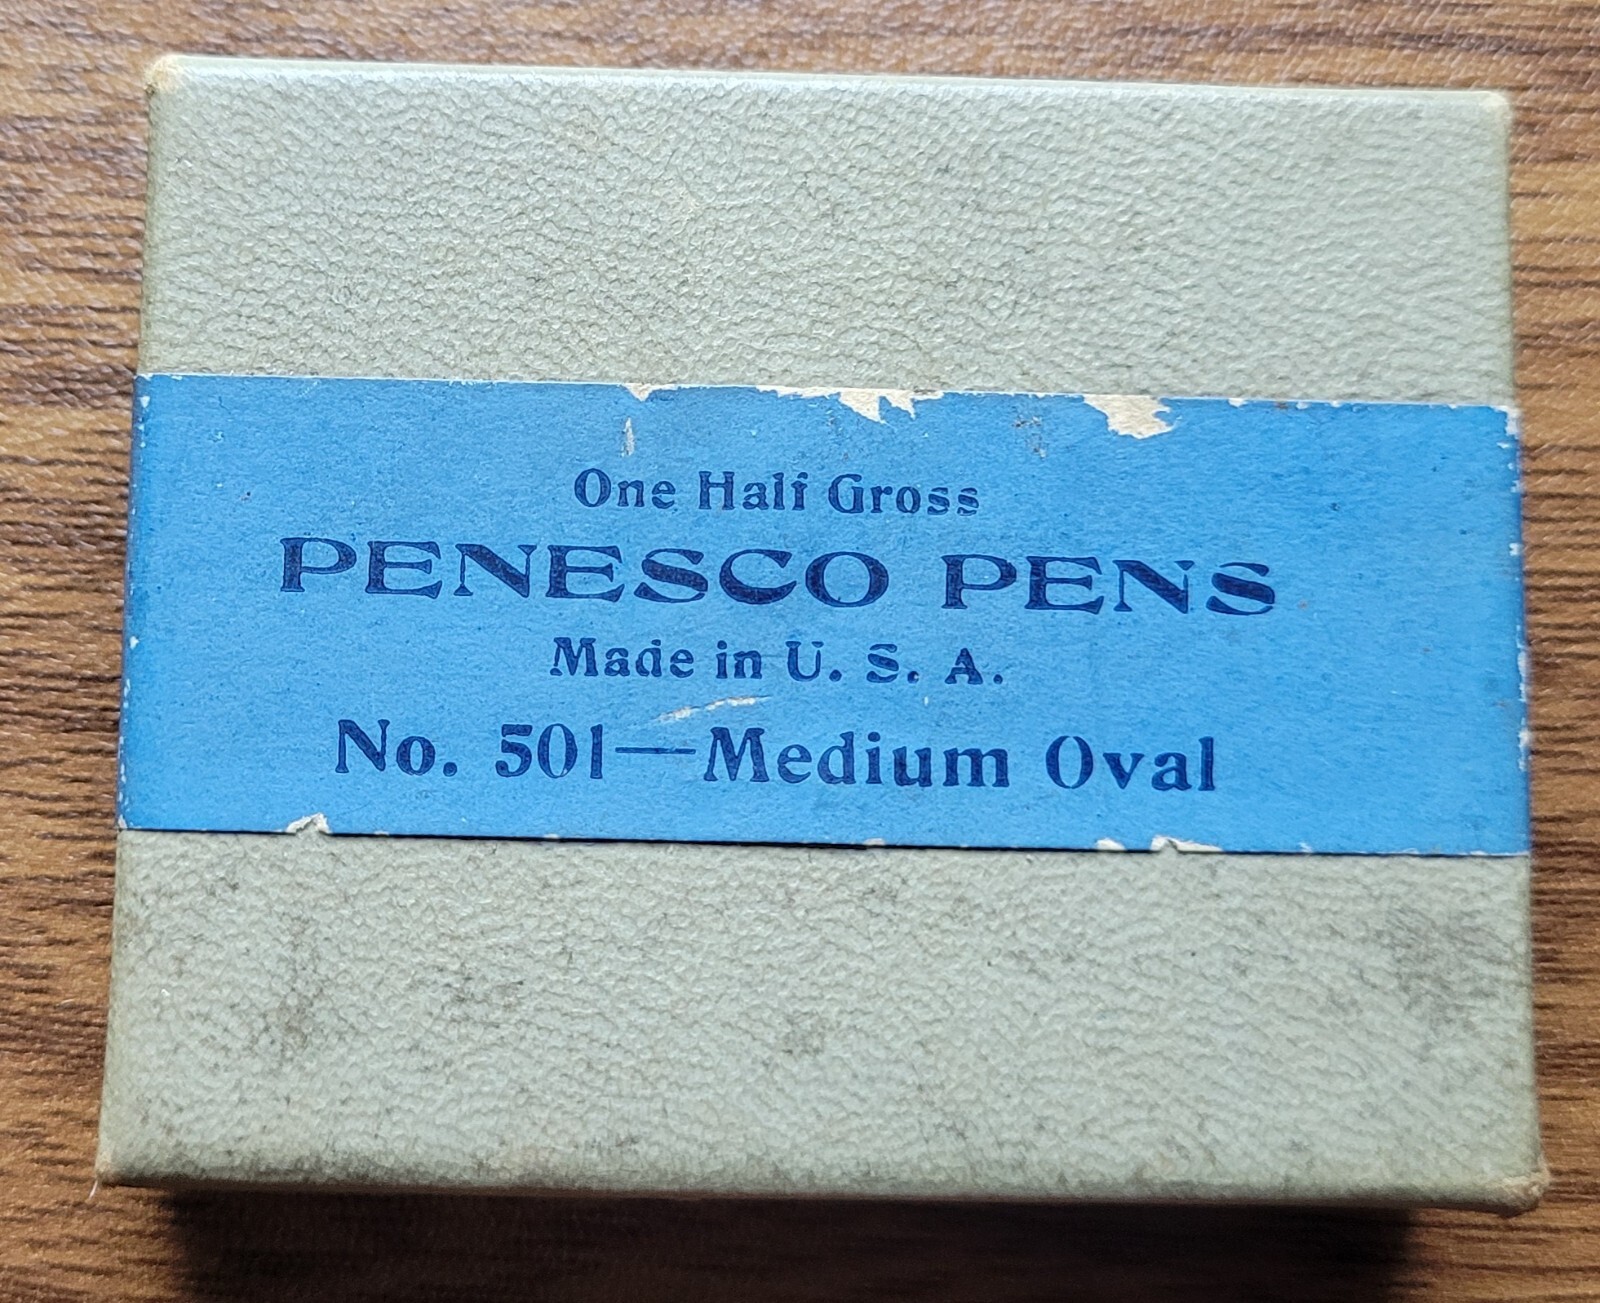 One Half Gross
PENESCO PENS
Made in U. S. A.
No. 501—Medium Oval